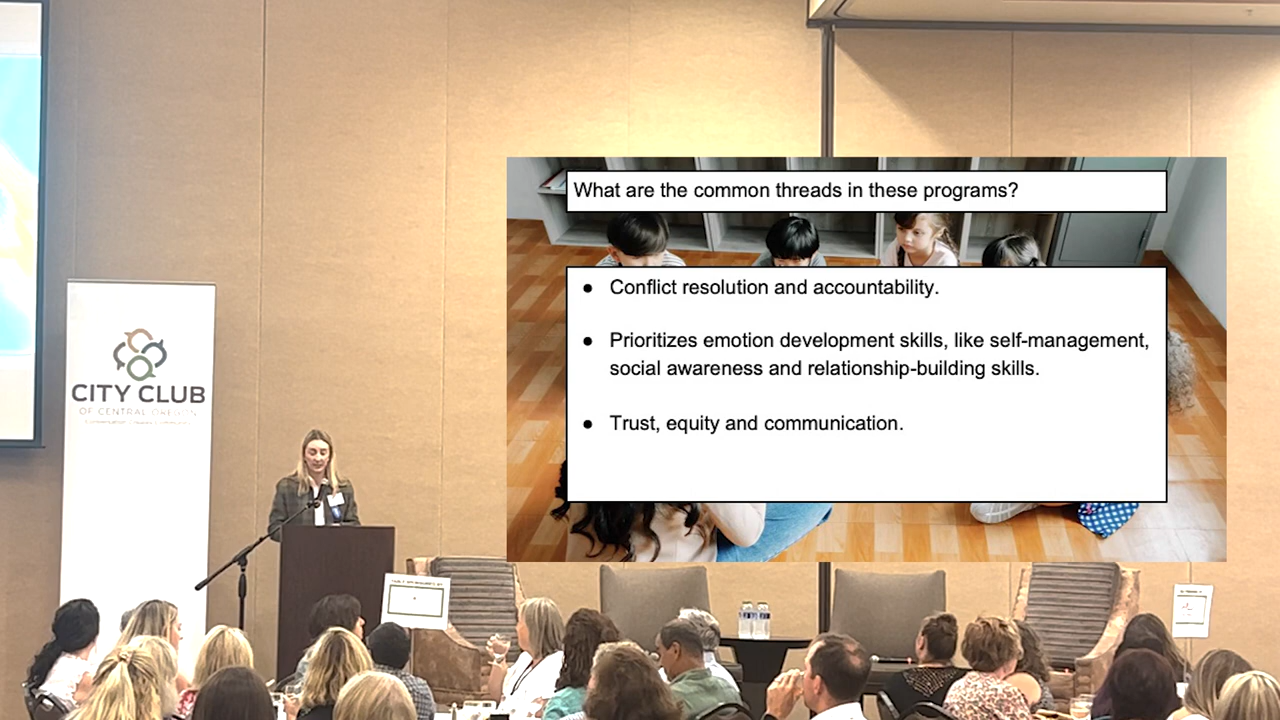 What are the common threads in these programs?
● Conflict resolution and accountability.
● Prioritizes emotion development skills, like self-management,
social awareness and relationship-building skills.
● Trust, equity and communication.
CITY CLUB
OF CENTRAL OREGON